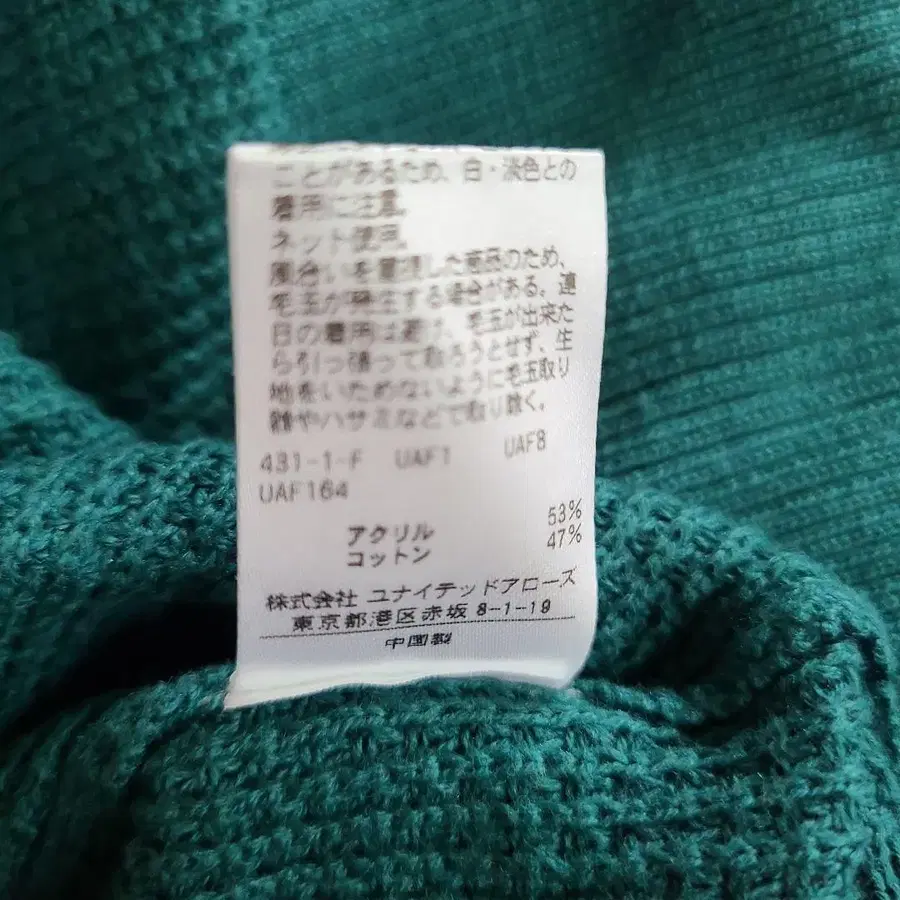 ことがあるため、白・淡色との
着用に注意。
ネット使用。
風合いを重視した商品のため、
毛玉が発生する場合がある。連
日の着用は避け、毛玉が出来た
ら引っ張って取ろうとせず、生
地をいためないように毛玉取り
機やハサミなどで取り除く。
431-1-F UAF1 UAF8
UAF164
アクリル 53%
コットン 47%
株式会社 ユナイテッドアローズ
東京都港区赤坂 8-1-19
中国製